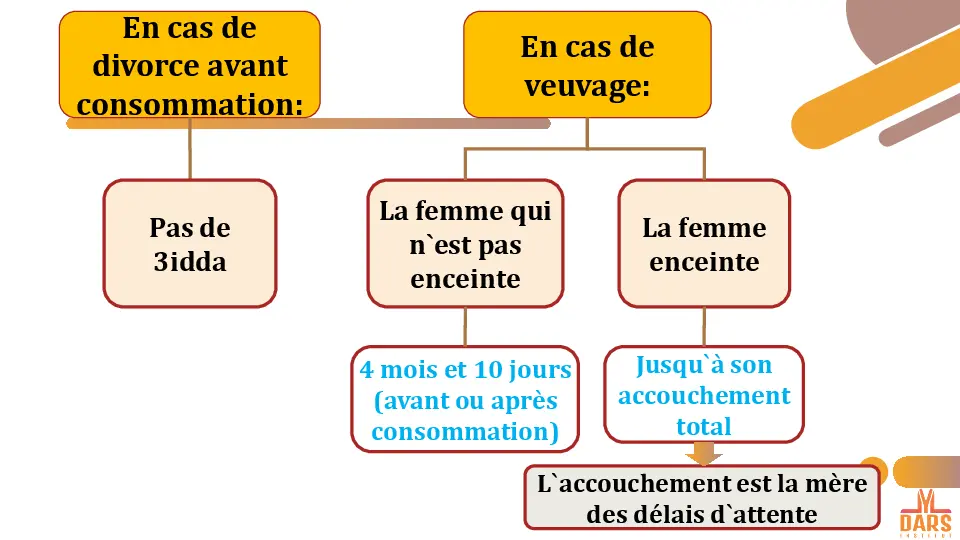 En cas de
divorce avant
consommation:
En cas de
veuvage:
Pas de
3idda
La femme qui
n`est pas
enceinte
La femme
enceinte
4 mois et 10 jours
(avant ou après
consommation)
Jusqu`à son
accouchement
total
L`accouchement est la mère
des délais d`attente
DARS
INSTITUT